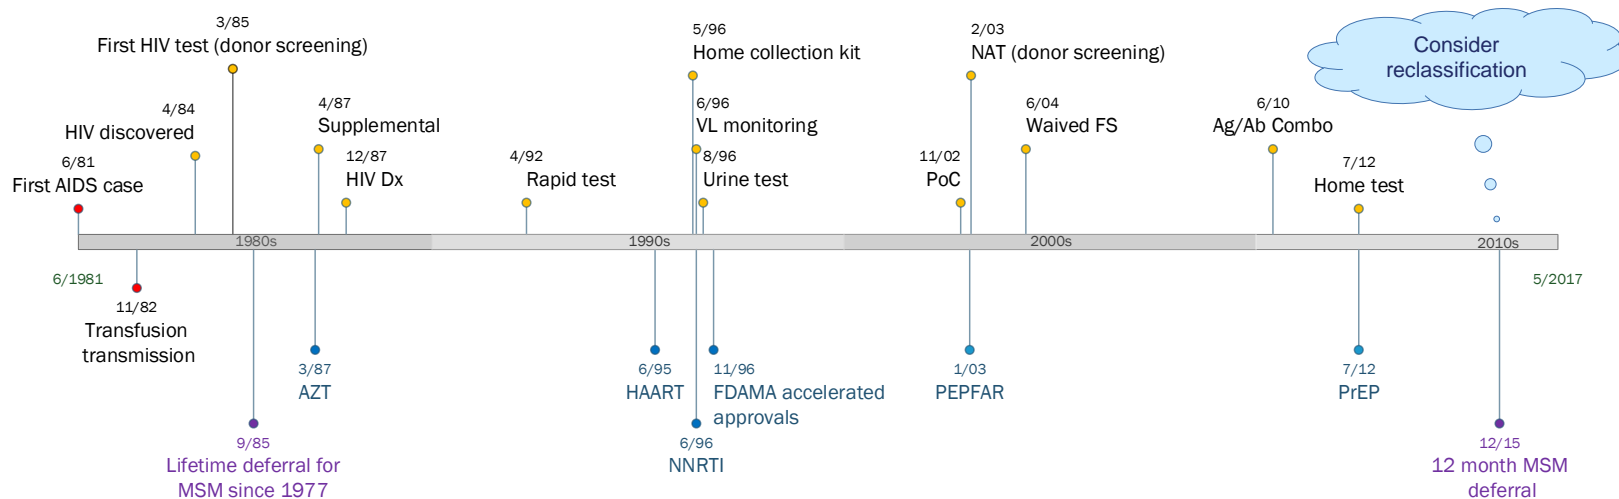 3/85
First HIV test (donor screening)
4/84
HIV discovered
6/81
First AIDS case
4/87
Supplemental
12/87
HIV Dx
4/92
Rapid test
5/96
Home collection kit
6/96
VL monitoring
8/96
Urine test
11/02
PoC
2/03
NAT (donor screening)
6/04
Waived FS
6/10
Ag/Ab Combo
7/12
Home test
Consider
reclassification
1980s
1990s
2000s
2010s
6/1981
5/2017
11/82
Transfusion
transmission
9/85
Lifetime deferral for
MSM since 1977
3/87
AZT
6/95
HAART
6/96
NNRTI
11/96
FDAMA accelerated
approvals
1/03
PEPFAR
7/12
PrEP
12/15
12 month MSM
deferral